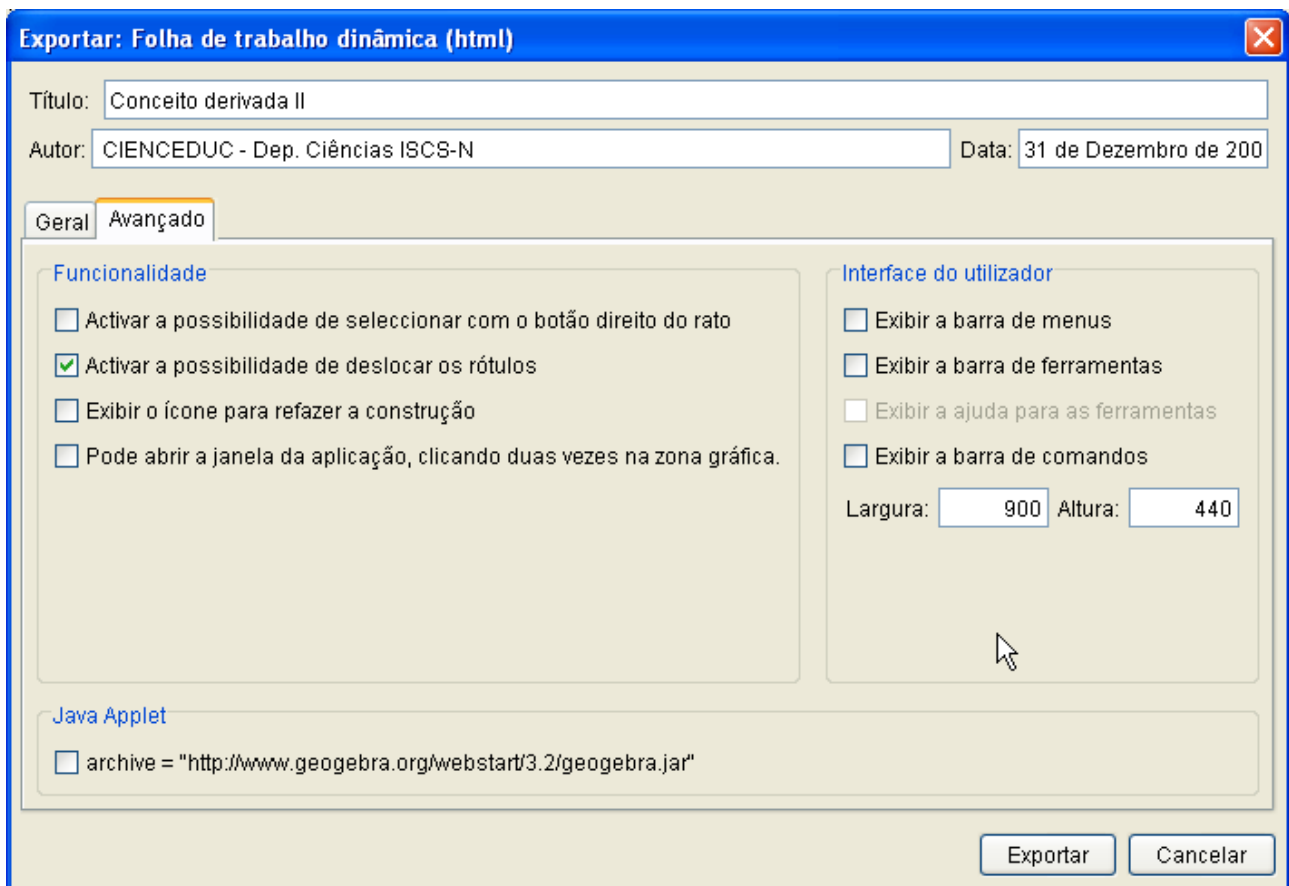 Exportar: Folha de trabalho dinâmica (html)
Título: Conceito derivada II
Autor: CIENCEDUC - Dep. Ciências ISCS-N Data: 31 de Dezembro de 200
Geral Avançado
Funcionalidade
Activar a possibilidade de seleccionar com o botão direito do rato
Activar a possibilidade de deslocar os rótulos
Exibir o ícone para refazer a construção
Pode abrir a janela da aplicação, clicando duas vezes na zona gráfica.
Interface do utilizador
Exibir a barra de menus
Exibir a barra de ferramentas
Exibir a ajuda para as ferramentas
Exibir a barra de comandos
Largura: 900 Altura: 440
Java Applet
archive = "http://www.geogebra.org/webstart/3.2/geogebra.jar"
Exportar Cancelar